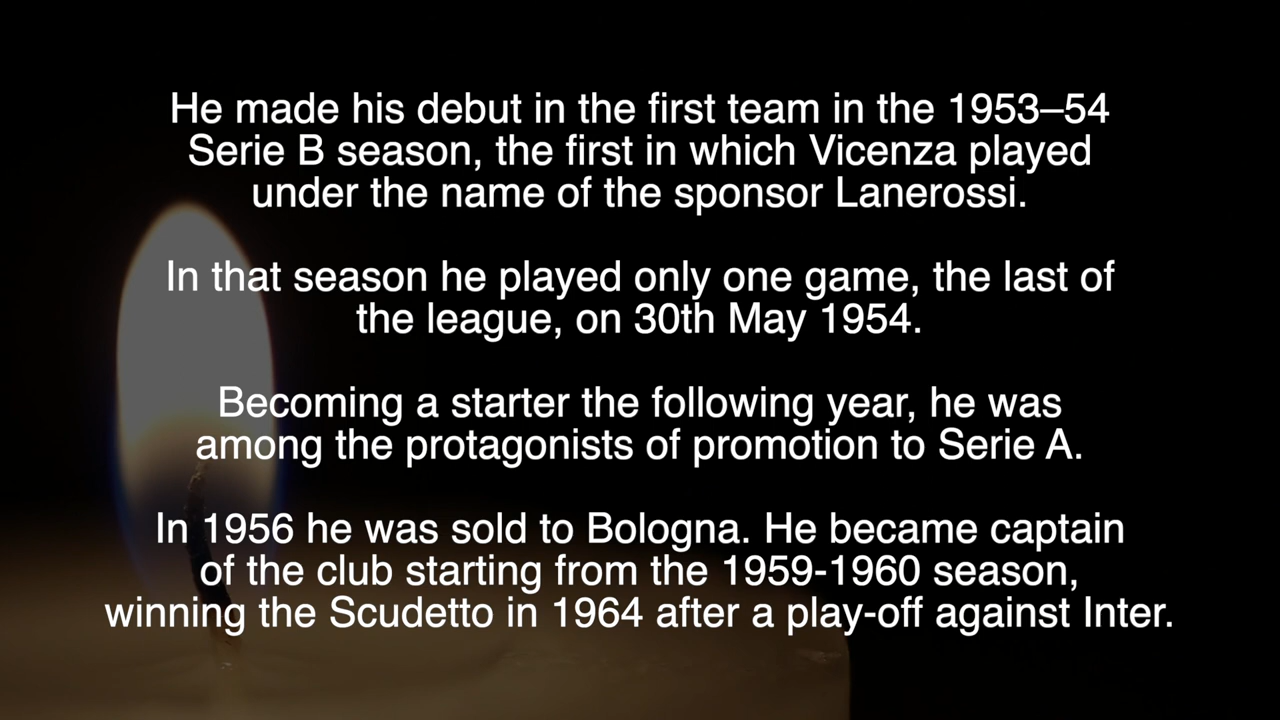 He made his debut in the first team in the 1953–54
Serie B season, the first in which Vicenza played
under the name of the sponsor Lanerossi.
In that season he played only one game, the last of
the league, on 30th May 1954.
Becoming a starter the following year, he was
among the protagonists of promotion to Serie A.
In 1956 he was sold to Bologna. He became captain
of the club starting from the 1959-1960 season,
winning the Scudetto in 1964 after a play-off against Inter.